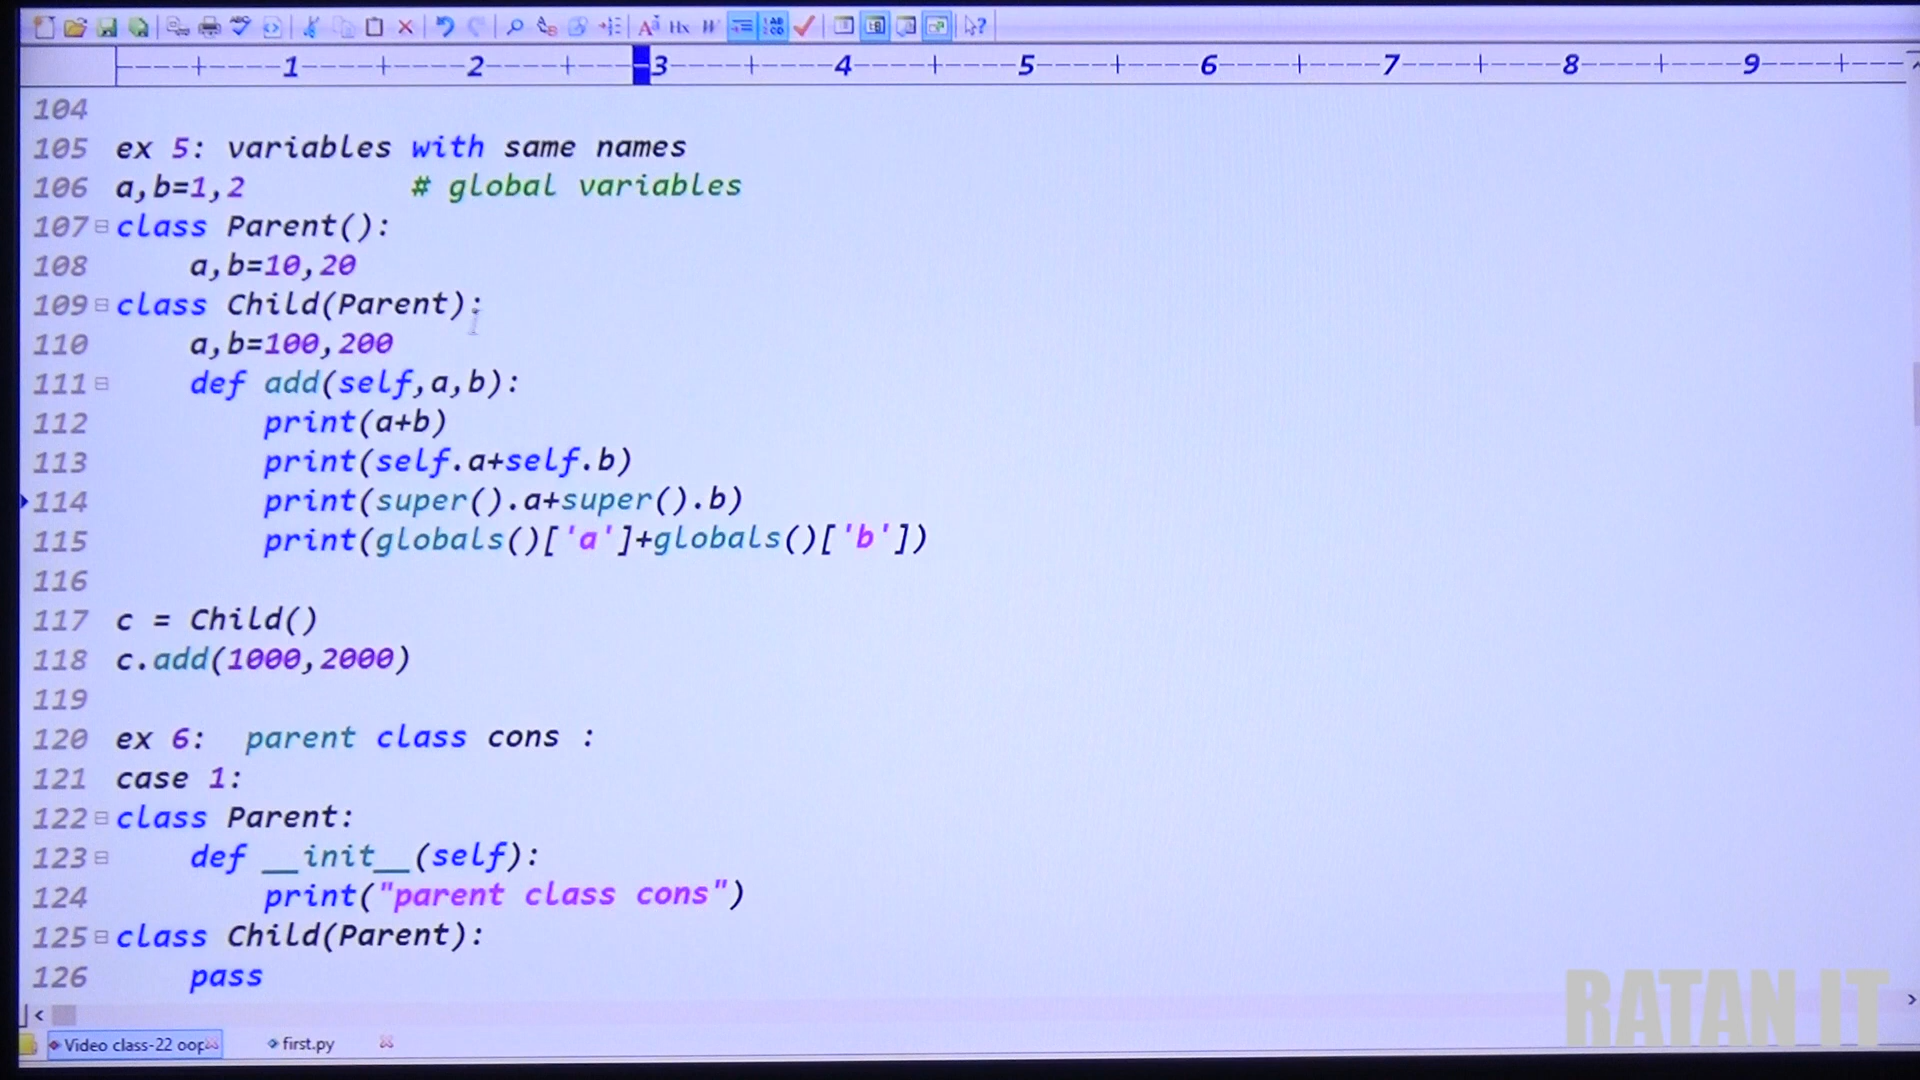 1 2 3 4 5 6 7 8 9
104
105 ex 5: variables with same names
106 a,b=1,2 # global variables
107 class Parent():
108 a,b=10,20
109 class Child(Parent):
110 a,b=100,200
111 def add(self,a,b):
112 print(a+b)
113 print(self.a+self.b)
114 print(super().a+super().b)
115 print(globals()['a']+globals()['b'])
116
117 c = Child()
118 c.add(1000,2000)
119
120 ex 6: parent class cons :
121 case 1:
122 class Parent:
123 def __init__(self):
124 print("parent class cons")
125 class Child(Parent):
126 pass
RATAN IT
Video class-22 oop first.py